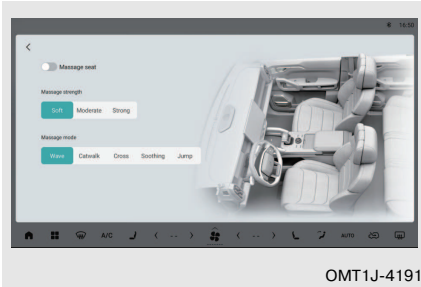 16:50
Massage seat
Massage strength
Soft Moderate Strong
Massage mode
Wave Catwalk Cross Soothing Jump
A/C < -- > < -- > AUTO
OMT1J-4191